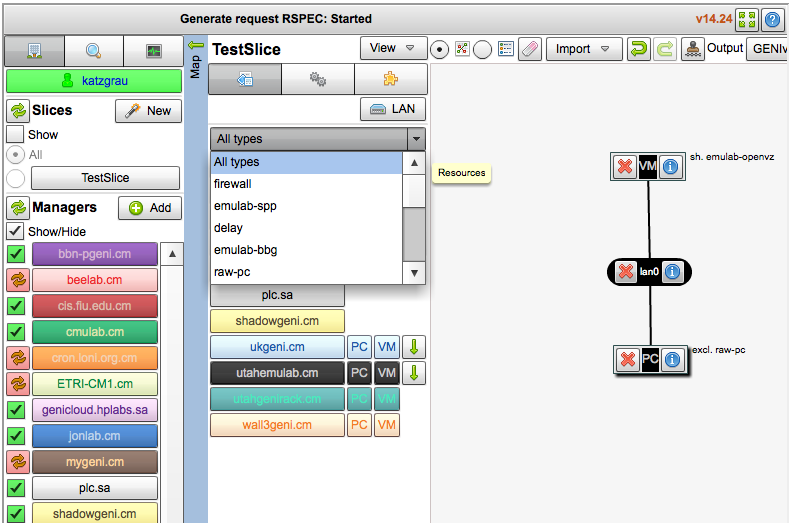 Generate request RSPEC: Started
v14.24
katzgrau
Slices
New
Show
All
TestSlice
Managers
Add
Show/Hide
bbn-pgeni.cm
beelab.cm
cis.fiu.edu.cm
cmulab.cm
cron.loni.org.cm
ETRI-CM1.cm
genicloud.hplabs.sa
jonlab.cm
mygeni.cm
plc.sa
shadowgeni.cm
Map
TestSlice
View
Import
Output
GENIv
LAN
All types
All types
firewall
emulab-spp
delay
emulab-bbg
raw-pc
Resources
plc.sa
shadowgeni.cm
ukgeni.cm PC VM
utahemulab.cm PC VM
utahgenirack.cm PC VM
wall3geni.cm PC VM
VM
sh. emulab-openvz
lan0
PC
excl. raw-pc